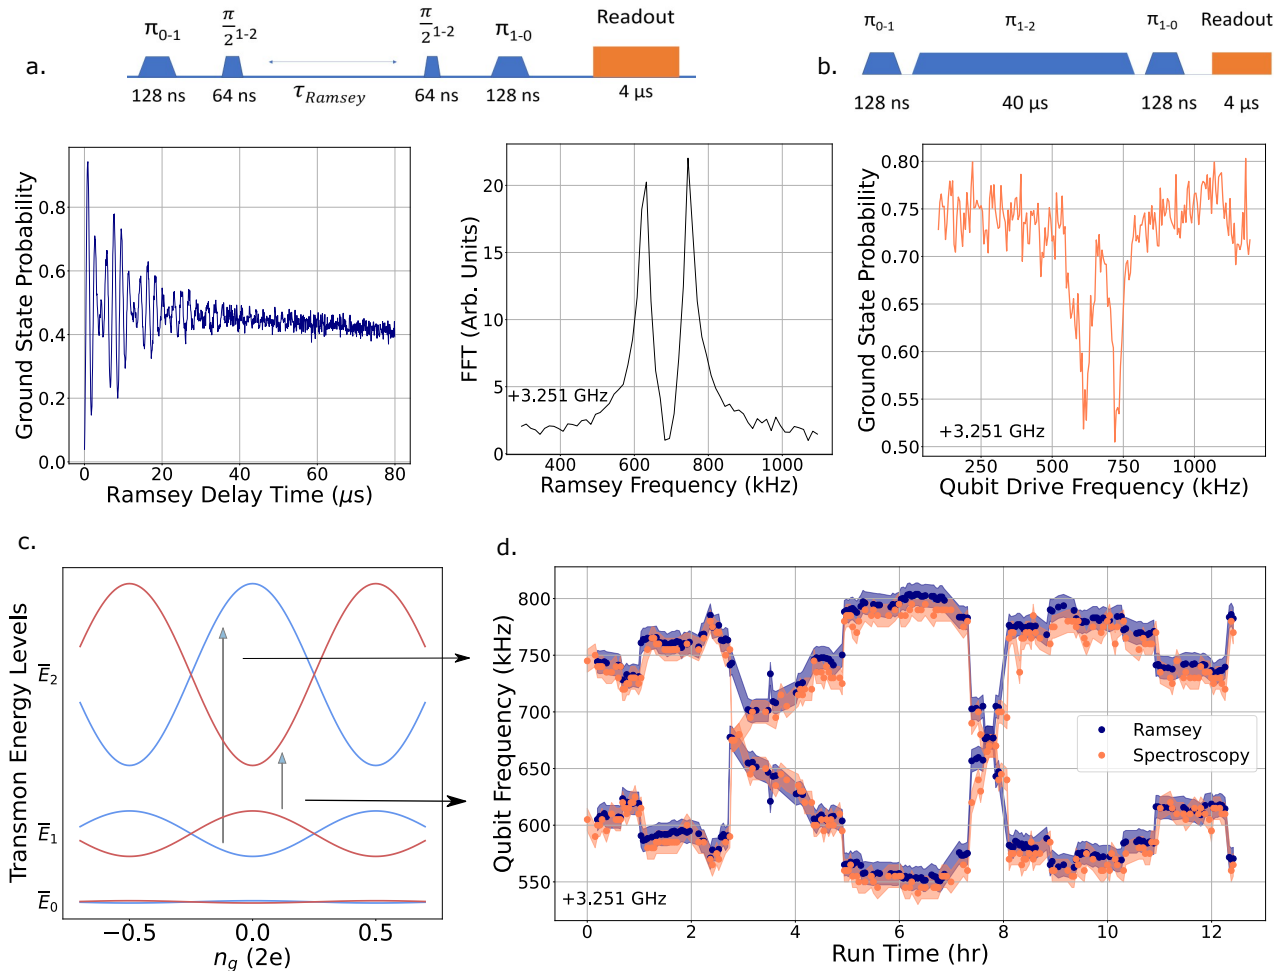 a.
π0-1
π/2 1-2
π/2 1-2
π1-0
Readout
128 ns
64 ns
τRamsey
64 ns
128 ns
4 µs
b.
π0-1
π1-2
π1-0
Readout
128 ns
40 µs
128 ns
4 µs
Ground State Probability
0.8
0.6
0.4
0.2
0.0
0
20
40
60
80
Ramsey Delay Time (µs)
FFT (Arb. Units)
20
15
10
5
0
+3.251 GHz
400
600
800
1000
Ramsey Frequency (kHz)
Ground State Probability
0.80
0.75
0.70
0.65
0.60
0.55
0.50
+3.251 GHz
250
500
750
1000
Qubit Drive Frequency (kHz)
c.
Transmon Energy Levels
E̅2
E̅1
E̅0
−0.5
0.0
0.5
ng (2e)
d.
Qubit Frequency (kHz)
800
750
700
650
600
550
Ramsey
Spectroscopy
+3.251 GHz
0
2
4
6
8
10
12
Run Time (hr)